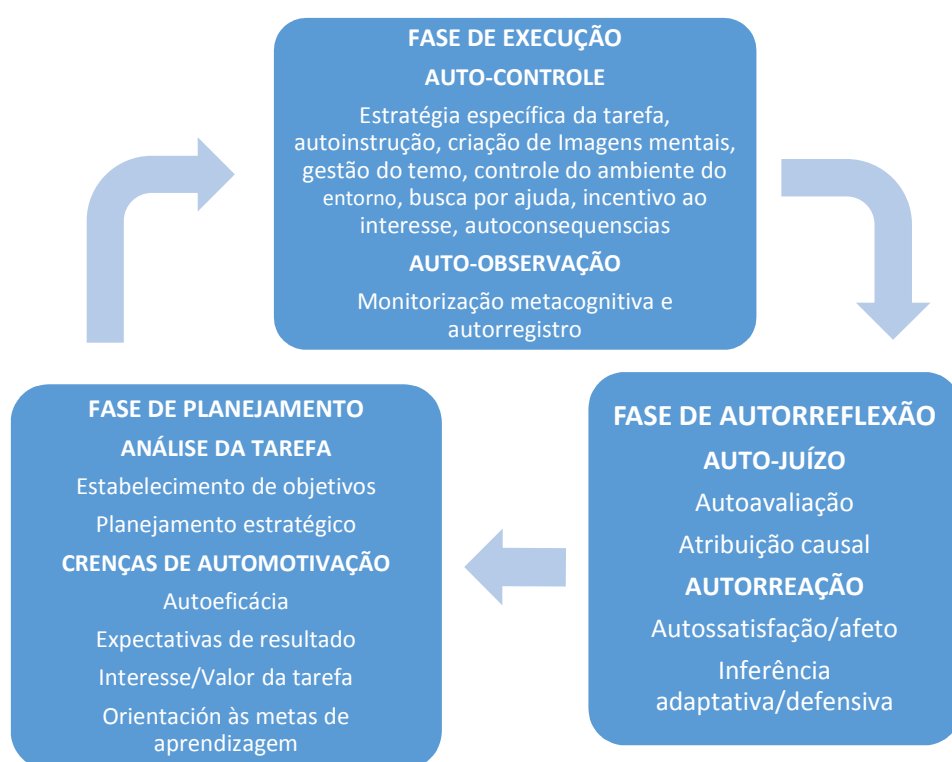 FASE DE EXECUÇÃO
AUTO-CONTROLE
Estratégia específica da tarefa,
autoinstrução, criação de Imagens mentais,
gestão do temo, controle do ambiente do
entorno, busca por ajuda, incentivo ao
interesse, autoconsequenscias
AUTO-OBSERVAÇÃO
Monitorização metacognitiva e
autorregistro
FASE DE PLANEJAMENTO
ANÁLISE DA TAREFA
Estabelecimento de objetivos
Planejamento estratégico
CRENÇAS DE AUTOMOTIVAÇÃO
Autoeficácia
Expectativas de resultado
Interesse/Valor da tarefa
Orientación às metas de
aprendizagem
FASE DE AUTORREFLEXÃO
AUTO-JUÍZO
Autoavaliação
Atribuição causal
AUTORREAÇÃO
Autossatisfação/afeto
Inferência
adaptativa/defensiva